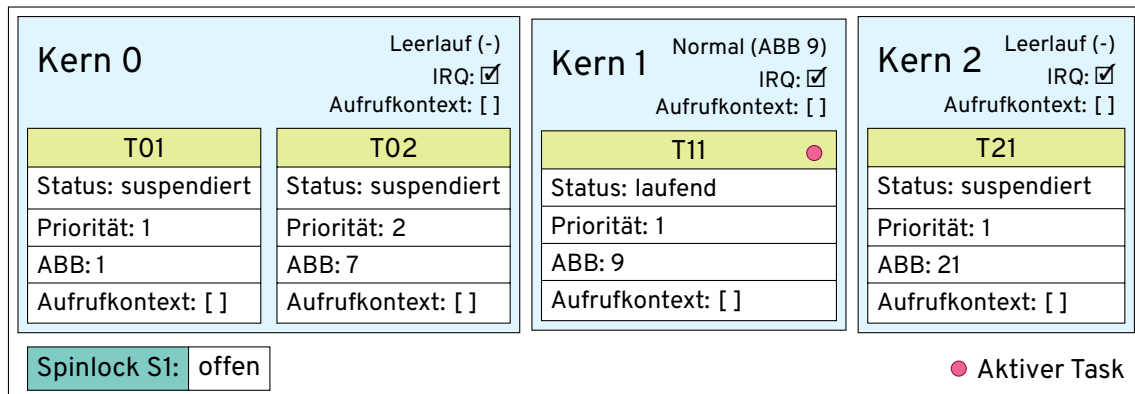 Kern 0
Leerlauf (-)
IRQ: ☑
Aufrufkontext: [ ]
T01
Status: suspendiert
Priorität: 1
ABB: 1
Aufrufkontext: [ ]
T02
Status: suspendiert
Priorität: 2
ABB: 7
Aufrufkontext: [ ]
Kern 1
Normal (ABB 9)
IRQ: ☑
Aufrufkontext: [ ]
T11
Status: laufend
Priorität: 1
ABB: 9
Aufrufkontext: [ ]
Kern 2
Leerlauf (-)
IRQ: ☑
Aufrufkontext: [ ]
T21
Status: suspendiert
Priorität: 1
ABB: 21
Aufrufkontext: [ ]
Spinlock S1: offen
Aktiver Task